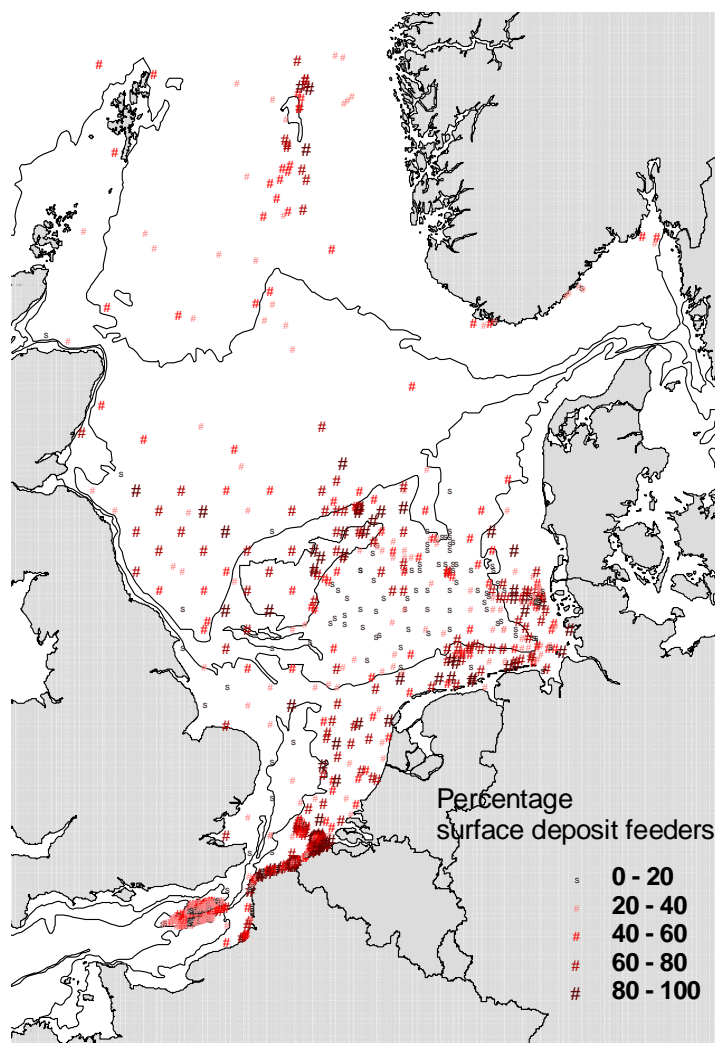 Percentage
surface deposit feeders
s 0 - 20
# 20 - 40
# 40 - 60
# 60 - 80
# 80 - 100